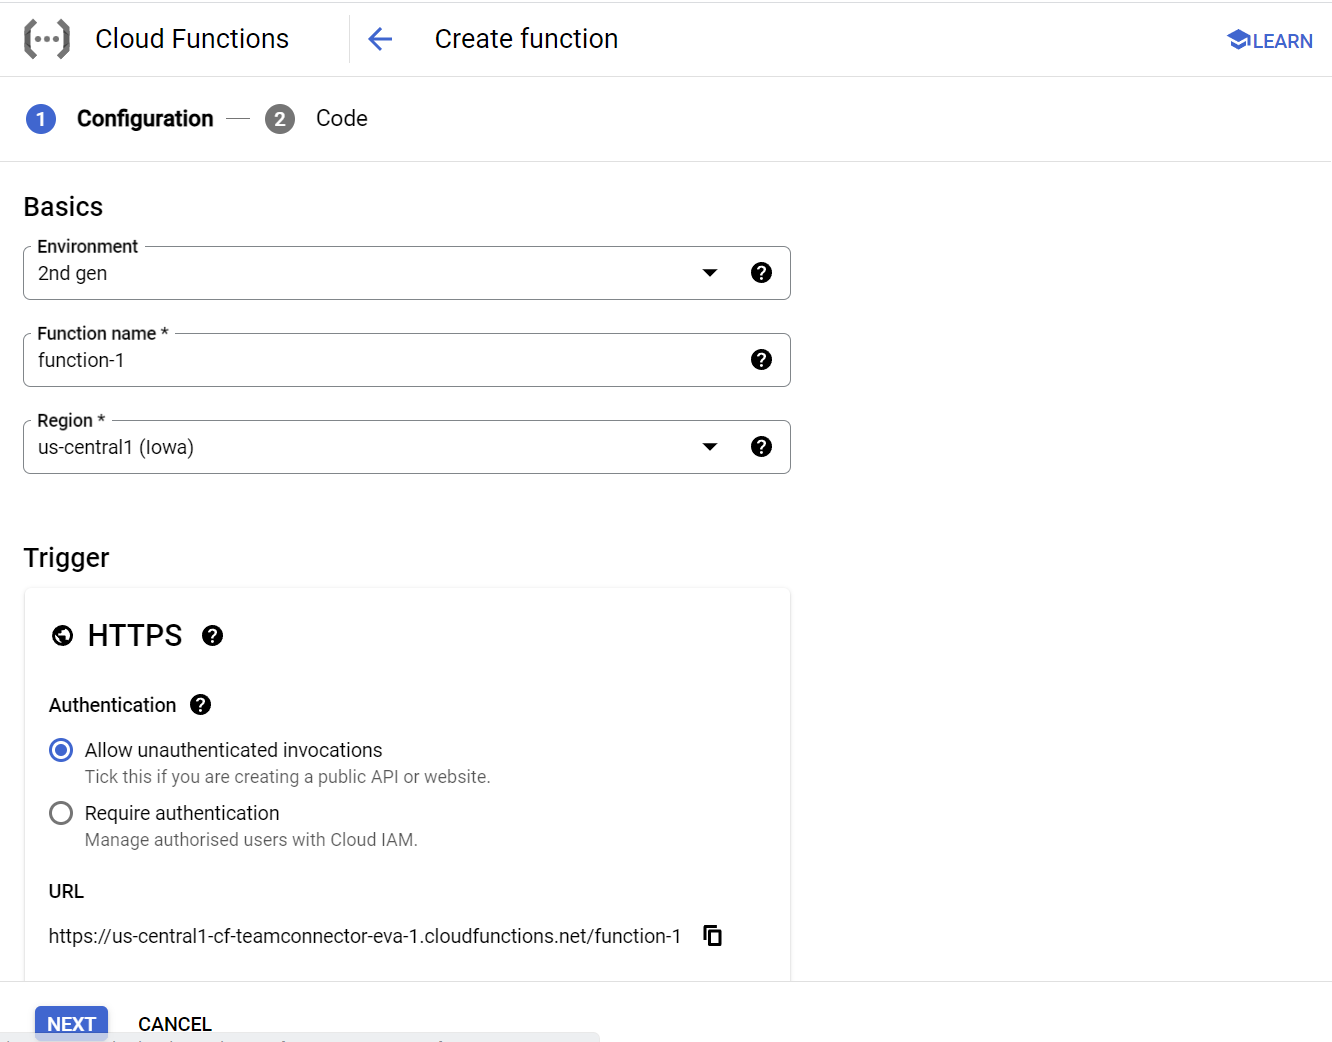 Cloud Functions
Create function
LEARN
1 Configuration 2 Code
Basics
Environment
2nd gen
Function name *
function-1
Region *
us-central1 (Iowa)
Trigger
HTTPS
Authentication
Allow unauthenticated invocations
Tick this if you are creating a public API or website.
Require authentication
Manage authorised users with Cloud IAM.
URL
https://us-central1-cf-teamconnector-eva-1.cloudfunctions.net/function-1
NEXT CANCEL